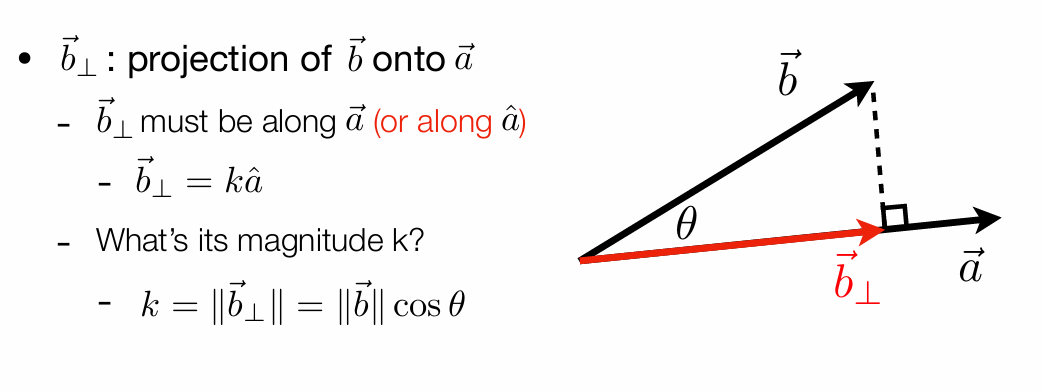 • $\vec{b}_\perp$ : projection of $\vec{b}$ onto $\vec{a}$
- $\vec{b}_\perp$ must be along $\vec{a}$ (or along $\hat{a}$)
- $\vec{b}_\perp = k\hat{a}$
- What's its magnitude k?
- $k = \|\vec{b}_\perp\| = \|\vec{b}\| \cos\theta$
$\vec{b}$
$\theta$
$\vec{b}_\perp$
$\vec{a}$